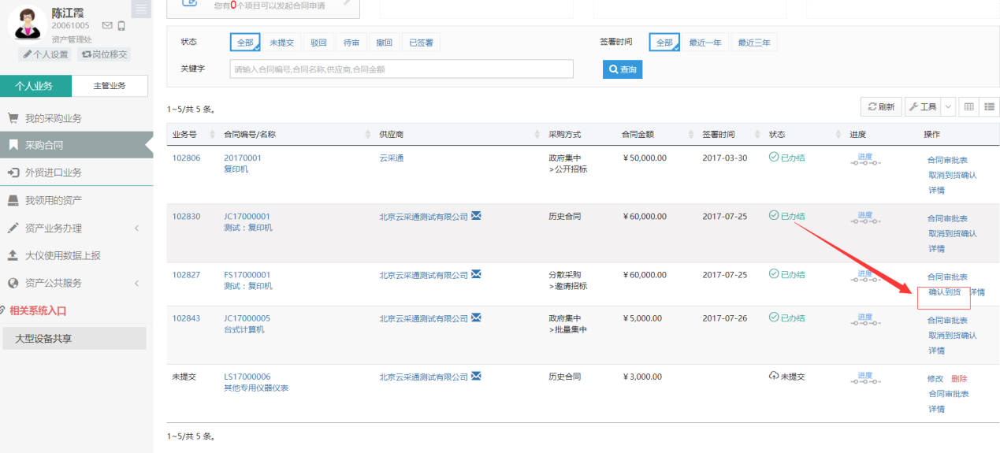 陈江霞
20061005
资产管理处
个人设置 岗位移交
个人业务 主管业务
我的采购业务
采购合同
外贸进口业务
我领用的资产
资产业务办理
大仪使用数据上报
资产公共服务
相关系统入口
大型设备共享
您有0个项目可以发起合同申请
状态 全部 未提交 驳回 待审 撤回 已签署 签署时间 全部 最近一年 最近三年
关键字 请输入合同编号,合同名称,供应商,合同金额 查询
1~5/共 5 条。 刷新 工具
业务号 合同编号/名称 供应商 采购方式 合同金额 签署时间 状态 进度 操作
102806 20170001 云采通 政府集中 ¥50,000.00 2017-03-30 已办结 进度 合同审批表
复印机 >公开招标 取消到货确认
详情
102830 JC17000001 北京云采通测试有限公司 历史合同 ¥60,000.00 2017-07-25 已办结 进度 合同审批表
测试：复印机 取消到货确认
详情
102827 FS17000001 北京云采通测试有限公司 分散采购 ¥60,000.00 2017-07-25 已办结 进度 合同审批表
测试：复印机 >邀请招标 确认到货 详情
102843 JC17000005 北京云采通测试有限公司 政府集中 ¥5,000.00 2017-07-26 已办结 进度 合同审批表
台式计算机 >批量集中 取消到货确认
详情
未提交 LS17000006 北京云采通测试有限公司 历史合同 ¥3,000.00 未提交 进度 修改 删除
其他专用仪器仪表 合同审批表
详情
1~5/共 5 条。